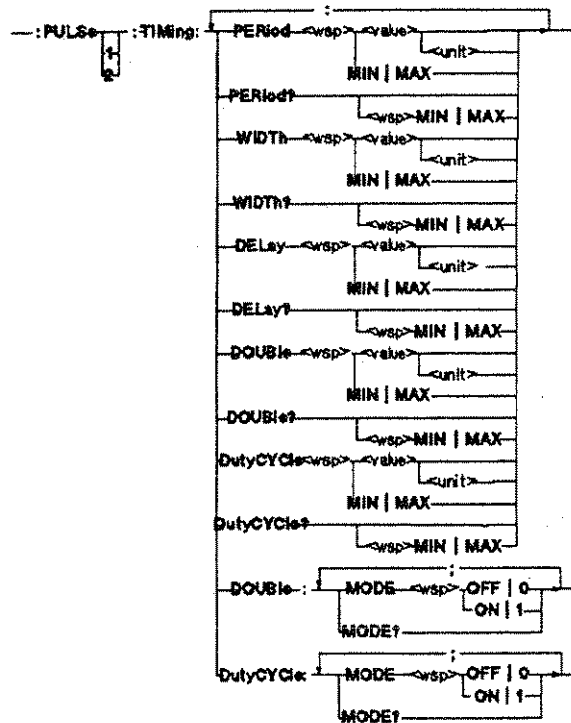 ;
:PULSe :TIMing: PERiod <wsp> <value>
1 <unit>
2 MIN | MAX
PERiod?
<wsp> MIN | MAX
WIDTh <wsp> <value>
<unit>
MIN | MAX
WIDTh?
<wsp> MIN | MAX
DELay <wsp> <value>
<unit>
MIN | MAX
DELay?
<wsp> MIN | MAX
DOUBle <wsp> <value>
<unit>
MIN | MAX
DOUBle?
<wsp> MIN | MAX
DutyCYCle <wsp> <value>
<unit>
MIN | MAX
DutyCYCle?
<wsp> MIN | MAX
;
DOUBle : MODE <wsp> OFF | 0
ON | 1
MODE?
;
DutyCYCle: MODE <wsp> OFF | 0
ON | 1
MODE?